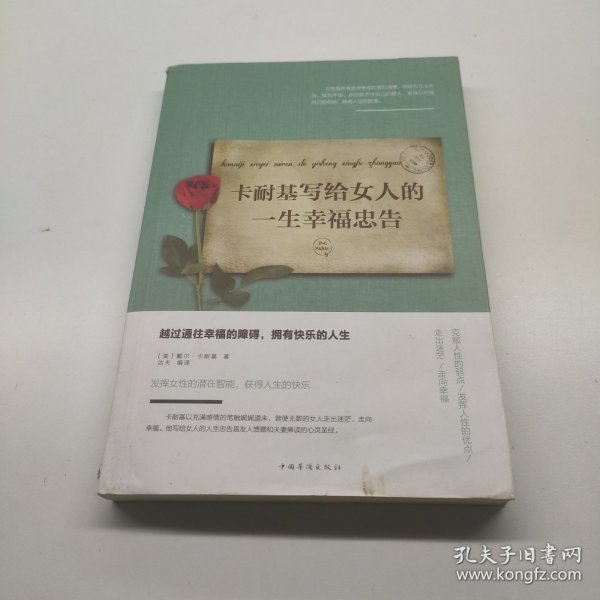 kanaiji xiegei nvren de yisheng xingfu zhonggao
卡耐基写给女人的
一生幸福忠告
PARIS
越过通往幸福的障碍，拥有快乐的人生
［美］戴尔·卡耐基 著
达夫 编译
发挥女性的潜在智能，获得人生的快乐
卡耐基以充满感情的笔触娓娓道来，曾使无数的女人走出迷茫、走向
幸福。他写给女人的人生忠告是友人馈赠和夫妻捧读的心灵圣经。
克服人性的弱点/发挥人性的优点/
走出迷茫/走向幸福
中国华侨出版社
孔夫子旧书网
www.kongfz.com